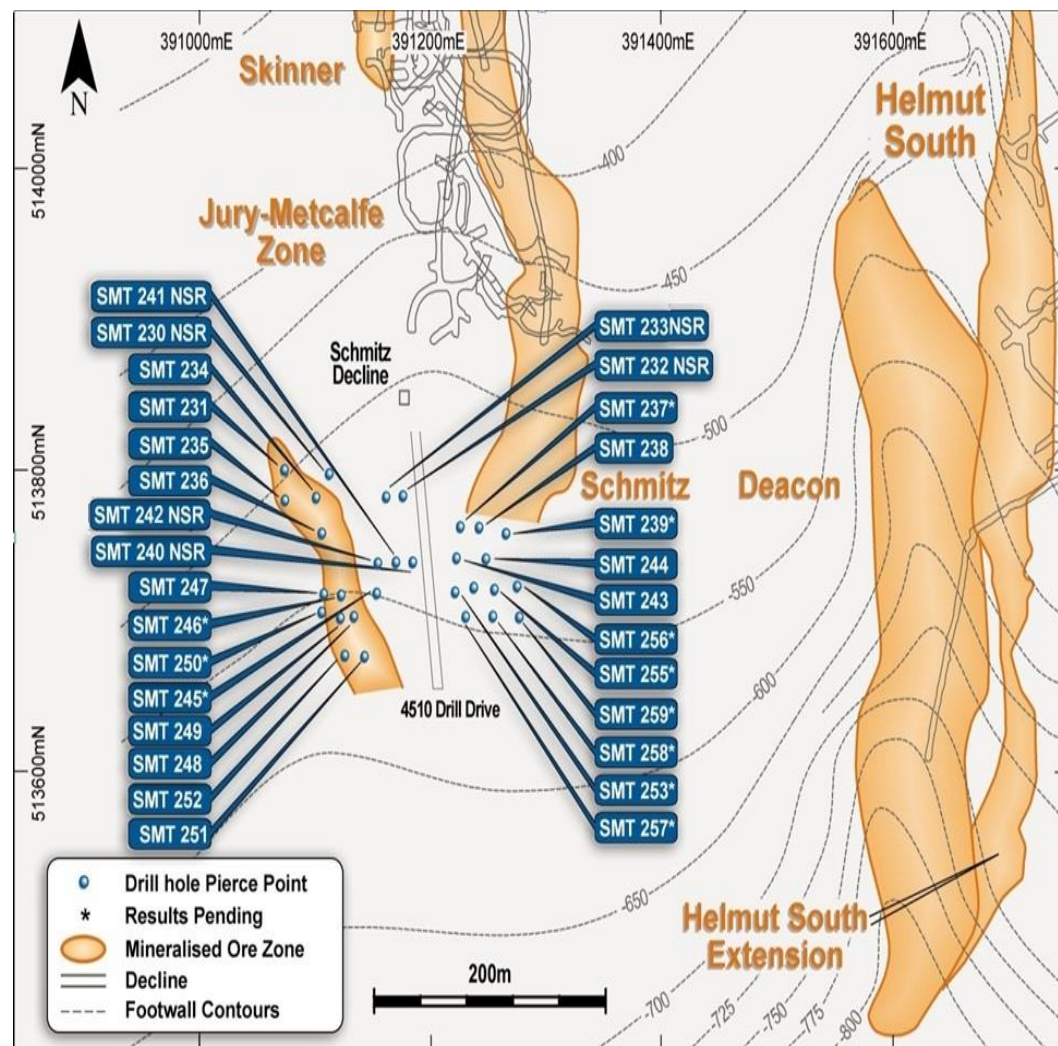 391000mE
391200mE
391400mE
391600mE
N
Skinner
Helmut
South
514000mN
-400
Jury-Metcalfe
Zone
-450
SMT 241 NSR
SMT 230 NSR
SMT 234
SMT 231
SMT 235
SMT 236
SMT 242 NSR
SMT 240 NSR
SMT 247
SMT 246*
SMT 250*
SMT 245*
SMT 249
SMT 248
SMT 252
SMT 251
Schmitz
Decline
SMT 233NSR
SMT 232 NSR
SMT 237*
SMT 238
SMT 239*
SMT 244
SMT 243
SMT 256*
SMT 255*
SMT 259*
SMT 258*
SMT 253*
SMT 257*
-500
513800mN
Schmitz
Deacon
-550
-600
4510 Drill Drive
513600mN
-650
Helmut South
Extension
-700
-725
-750
-775
-800
Drill hole Pierce Point
* Results Pending
Mineralised Ore Zone
Decline
Footwall Contours
200m